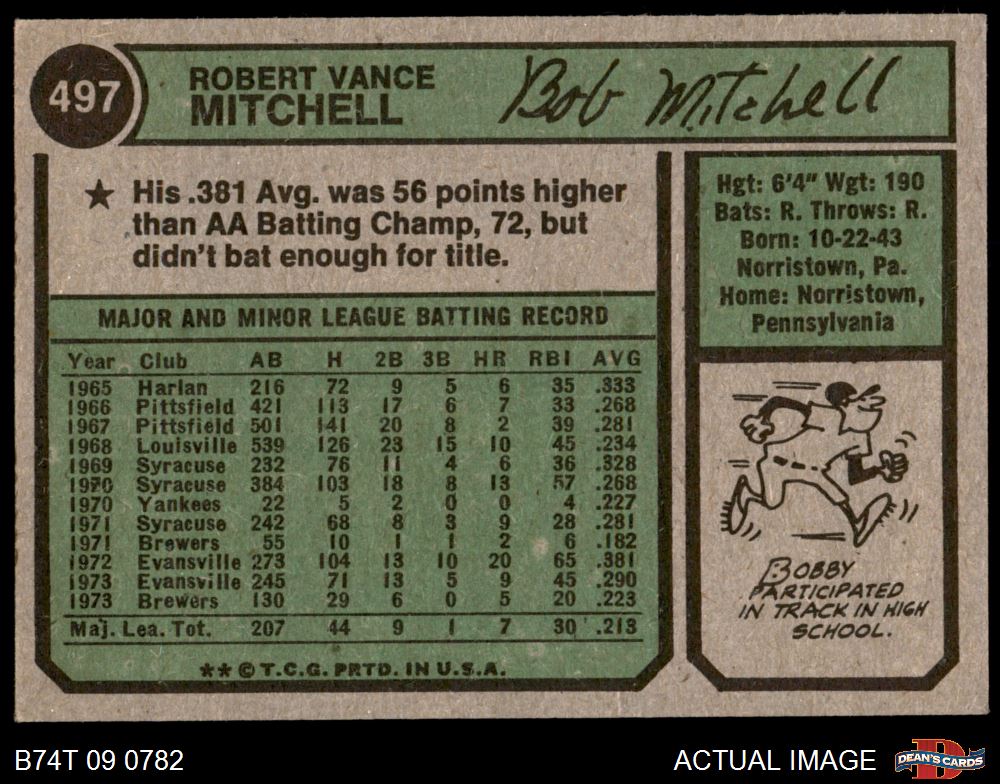 497
ROBERT VANCE
MITCHELL
Bob Mitchell
★ His .381 Avg. was 56 points higher
than AA Batting Champ, 72, but
didn't bat enough for title.
Hgt: 6'4" Wgt: 190
Bats: R. Throws: R.
Born: 10-22-43
Norristown, Pa.
Home: Norristown,
Pennsylvania
MAJOR AND MINOR LEAGUE BATTING RECORD
Year Club AB H 2B 3B HR RBI AVG
1965 Harlan 216 72 9 5 6 35 .333
1966 Pittsfield 421 113 17 6 7 33 .268
1967 Pittsfield 501 141 20 8 2 39 .281
1968 Louisville 539 126 23 15 10 45 .234
1969 Syracuse 232 76 11 4 6 36 .328
1970 Syracuse 384 103 18 8 13 57 .268
1970 Yankees 22 5 2 0 0 4 .227
1971 Syracuse 242 68 8 3 9 28 .281
1971 Brewers 55 10 1 1 2 6 .182
1972 Evansville 273 104 13 10 20 65 .381
1973 Evansville 245 71 13 5 9 45 .290
1973 Brewers 130 29 6 0 5 20 .223
Maj. Lea. Tot. 207 44 9 1 7 30 .213
** © T.C.G. PRTD. IN U.S.A.
BOBBY
PARTICIPATED
IN TRACK IN HIGH
SCHOOL.
B74T 09 0782
ACTUAL IMAGE
DEAN'S CARDS